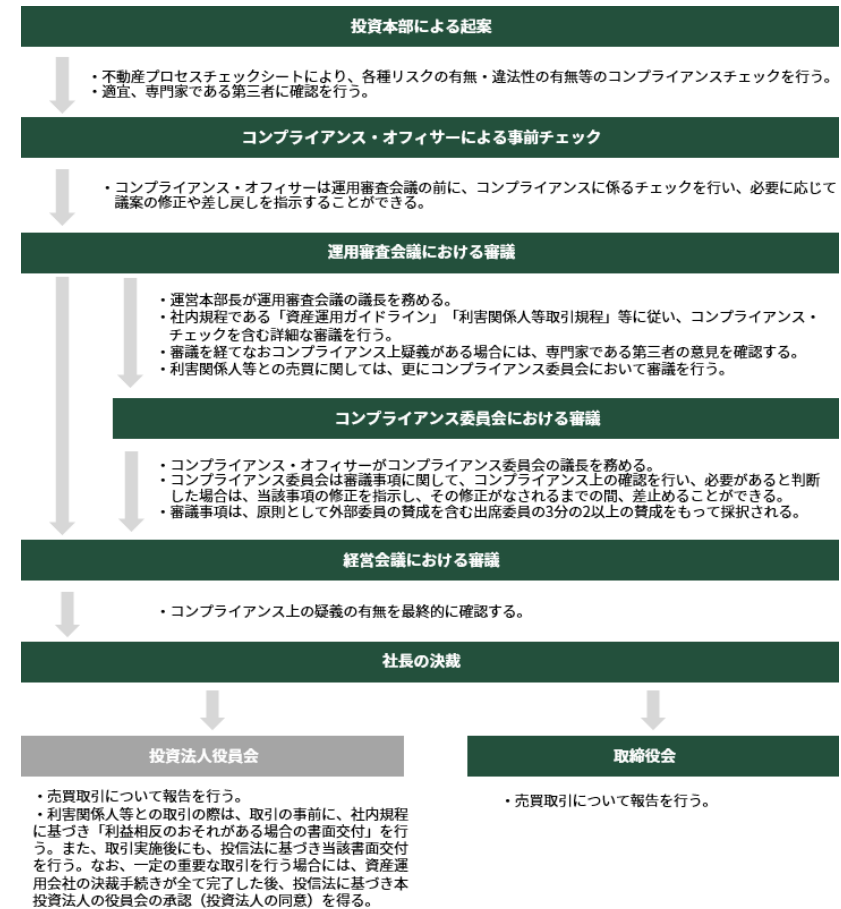 投資本部による起案
・不動産プロセスチェックシートにより、各種リスクの有無・違法性の有無等のコンプライアンスチェックを行う。
・適宜、専門家である第三者に確認を行う。
コンプライアンス・オフィサーによる事前チェック
・コンプライアンス・オフィサーは運用審査会議の前に、コンプライアンスに係るチェックを行い、必要に応じて
議案の修正や差し戻しを指示することができる。
運用審査会議における審議
・運営本部長が運用審査会議の議長を務める。
・社内規程である「資産運用ガイドライン」「利害関係人等取引規程」等に従い、コンプライアンス・
チェックを含む詳細な審議を行う。
・審議を経てなおコンプライアンス上疑義がある場合には、専門家である第三者の意見を確認する。
・利害関係人等との売買に関しては、更にコンプライアンス委員会において審議を行う。
コンプライアンス委員会における審議
・コンプライアンス・オフィサーがコンプライアンス委員会の議長を務める。
・コンプライアンス委員会は審議事項に関して、コンプライアンス上の確認を行い、必要があると判断
した場合は、当該事項の修正を指示し、その修正がなされるまでの間、差止めることができる。
・審議事項は、原則として外部委員の賛成を含む出席委員の3分の2以上の賛成をもって採択される。
経営会議における審議
・コンプライアンス上の疑義の有無を最終的に確認する。
社長の決裁
投資法人役員会
・売買取引について報告を行う。
・利害関係人等との取引の際は、取引の事前に、社内規程
に基づき「利益相反のおそれがある場合の書面交付」を行
う。また、取引実施後にも、投信法に基づき当該書面交付
を行う。なお、一定の重要な取引を行う場合には、資産運
用会社の決裁手続きが全て完了した後、投信法に基づき本
投資法人の役員会の承認（投資法人の同意）を得る。
取締役会
・売買取引について報告を行う。